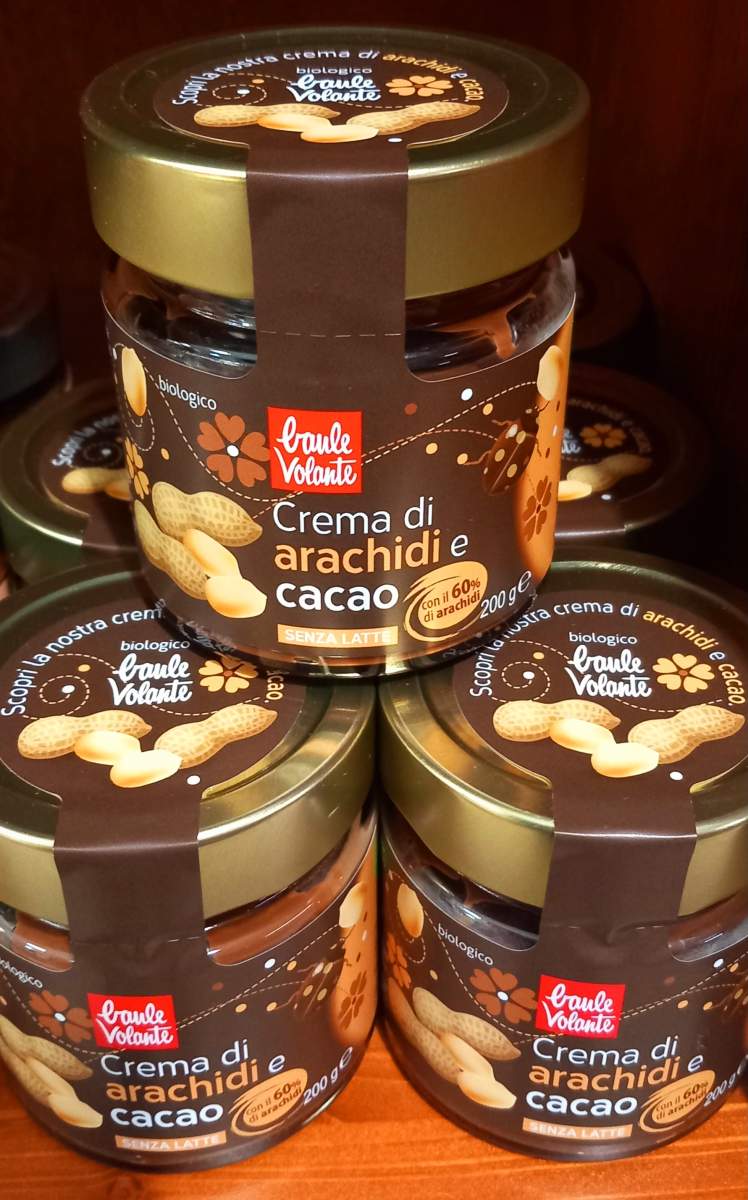 Scopri la nostra crema di arachidi e cacao
biologico
baule
Volante
biologico
baule
Volante
Crema di
arachidi e
cacao
con il 60%
di arachidi
200 g e
SENZA LATTE
Scopri
Scopri la nostra crem
cacao
biologico
baule
Volante
biologico
baule
Volante
Crema di
arachidi e
cacao
con il 60%
di arachidi
200 g e
SENZA LATTE
Scopri la nostra crema di arachidi e cacao
biologico
baule
Volante
biologico
baule
Volante
Crema di
arachidi e
cacao
con il 60%
di arachidi
200 g
SENZA LATTE